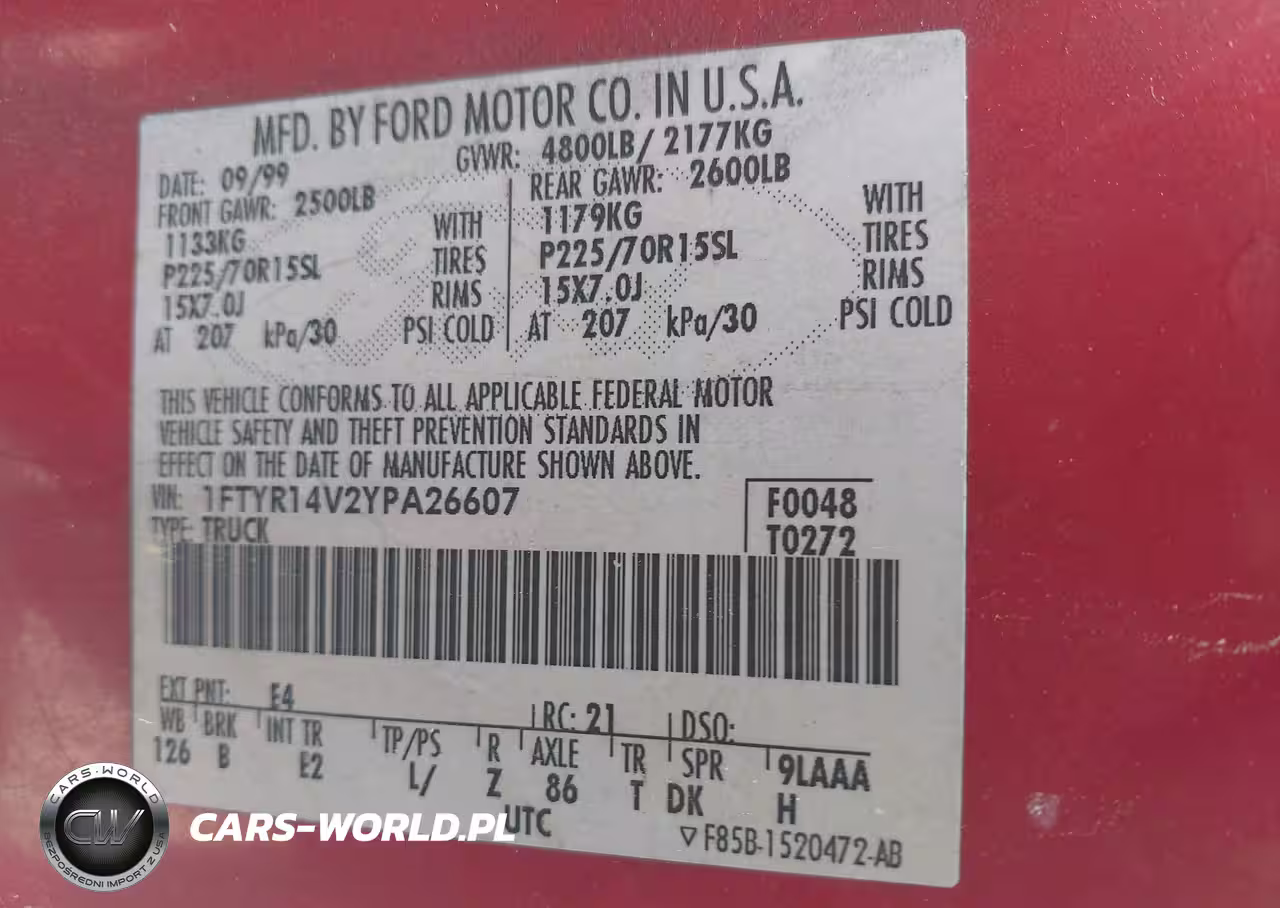 MFD. BY FORD MOTOR CO. IN U.S.A.
DATE: 09/99 GVWR: 4800LB/ 2177KG
FRONT GAWR: 2500LB REAR GAWR: 2600LB
1133KG WITH 1179KG WITH
P225/70R15SL TIRES P225/70R15SL TIRES
15X7.0J RIMS 15X7.0J RIMS
AT 207 kPa/30 PSI COLD AT 207 kPa/30 PSI COLD
THIS VEHICLE CONFORMS TO ALL APPLICABLE FEDERAL MOTOR
VEHICLE SAFETY AND THEFT PREVENTION STANDARDS IN
EFFECT ON THE DATE OF MANUFACTURE SHOWN ABOVE.
VIN: 1FTYR14V2YPA26607 F0048
TYPE: TRUCK T0272
EXT PNT: E4 RC: 21 DSO:
WB BRK INT TR TP/PS R AXLE TR SPR 9LAAA
126 B E2 L/ Z 86 T DK H
UTC ▽F85B-1520472-AB
CARS-WORLD
CW
BEZPOŚREDNI IMPORT Z USA
CARS-WORLD.PL